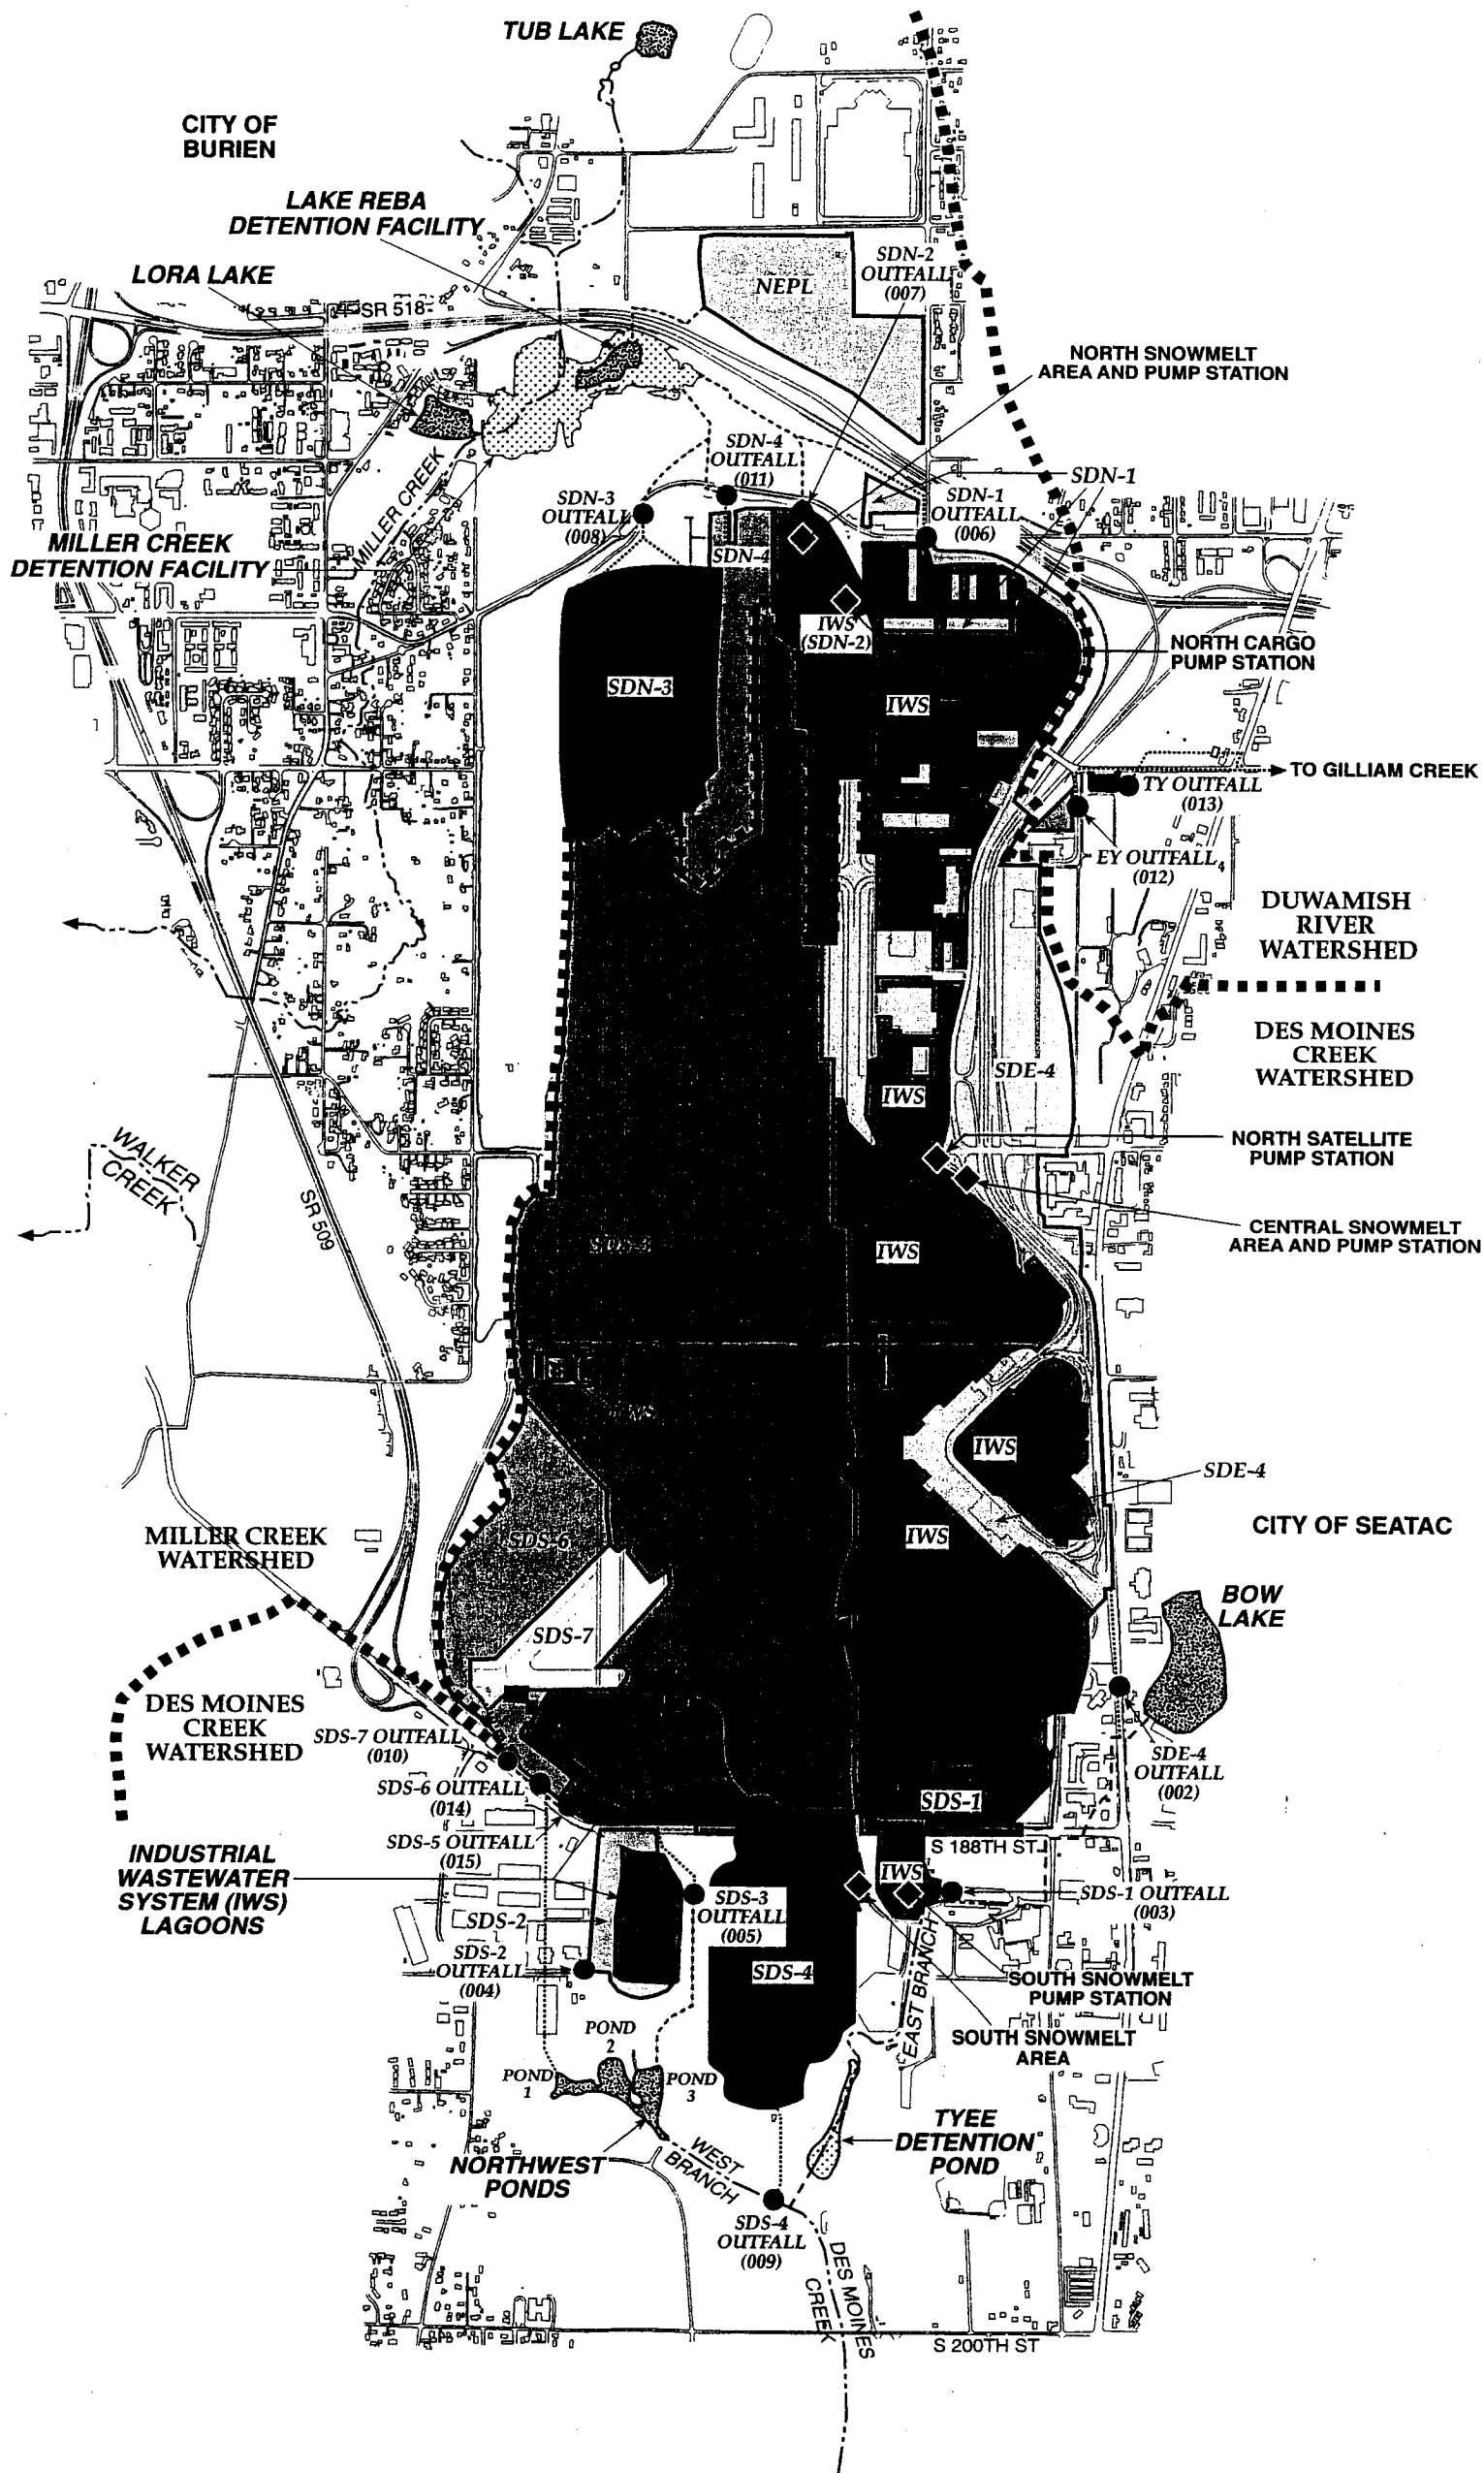 TUB LAKE
CITY OF
BURIEN
LAKE REBA
DETENTION FACILITY
LORA LAKE
SR 518
NEPL
SDN-2
OUTFALL
(007)
NORTH SNOWMELT
AREA AND PUMP STATION
SDN-4
OUTFALL
(011)
SDN-1
SDN-1
OUTFALL
(006)
SDN-3
OUTFALL
(008)
MILLER CREEK
MILLER CREEK
DETENTION FACILITY
SDN-4
IWS
(SDN-2)
NORTH CARGO
PUMP STATION
SDN-3
IWS
TO GILLIAM CREEK
TY OUTFALL
(013)
EY OUTFALL
(012)
DUWAMISH
RIVER
WATERSHED
DES MOINES
CREEK
WATERSHED
SDE-4
IWS
WALKER
CREEK
NORTH SATELLITE
PUMP STATION
SR 509
CENTRAL SNOWMELT
AREA AND PUMP STATION
IWS
IWS
SDE-4
CITY OF SEATAC
MILLER CREEK
WATERSHED
SDS-6
IWS
BOW
LAKE
SDS-7
DES MOINES
CREEK
WATERSHED
SDS-7 OUTFALL
(010)
SDE-4
OUTFALL
(002)
SDS-6 OUTFALL
(014)
SDS-1
SDS-5 OUTFALL
(015)
S 188TH ST
INDUSTRIAL
WASTEWATER
SYSTEM (IWS)
LAGOONS
IWS
SDS-1 OUTFALL
(003)
SDS-3
OUTFALL
(005)
SDS-2
SDS-2
OUTFALL
(004)
SDS-4
EAST BRANCH
SOUTH SNOWMELT
PUMP STATION
SOUTH SNOWMELT
AREA
POND
2
POND
1
POND
3
TYEE
DETENTION
POND
NORTHWEST
PONDS
WEST
BRANCH
SDS-4
OUTFALL
(009)
DES MOINES
CREEK
S 200TH ST